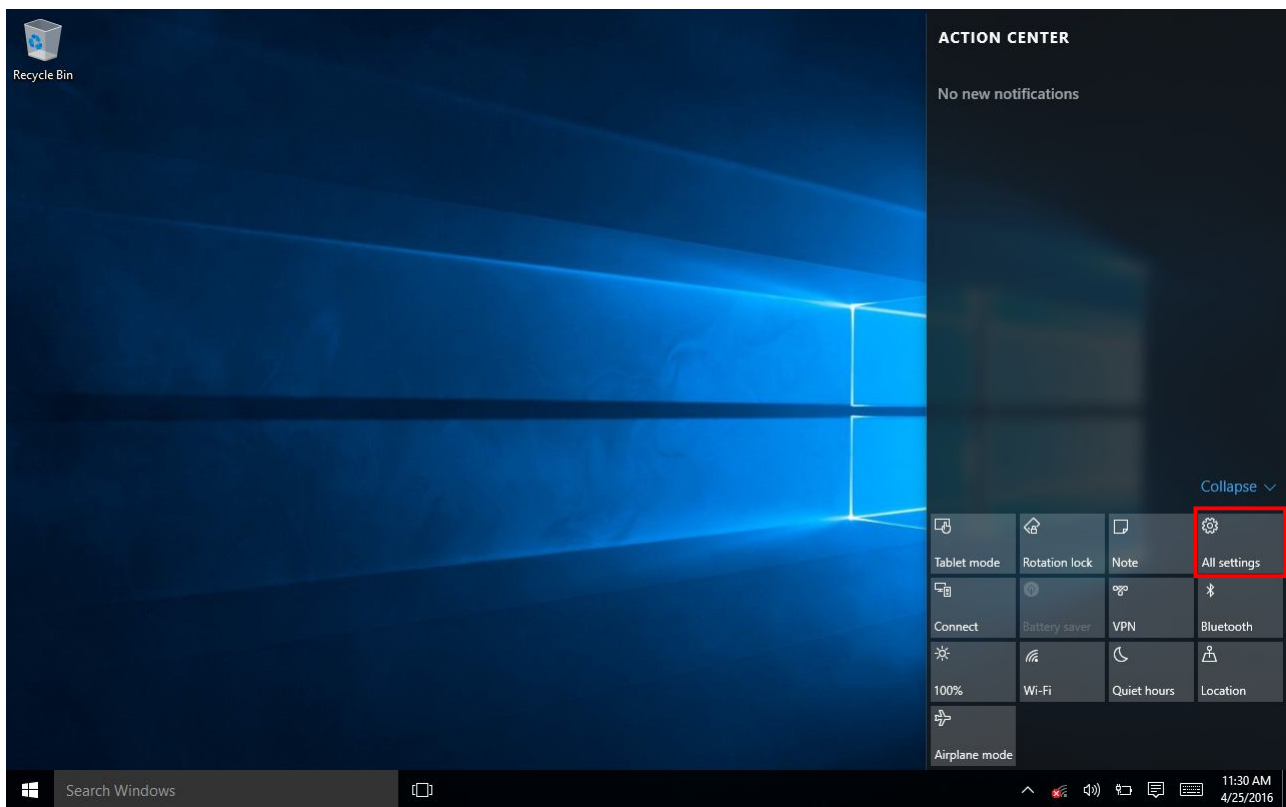 Recycle Bin
ACTION CENTER
No new notifications
Collapse
Tablet mode
Rotation lock
Note
All settings
Connect
Battery saver
VPN
Bluetooth
100%
Wi-Fi
Quiet hours
Location
Airplane mode
Search Windows
11:30 AM
4/25/2016